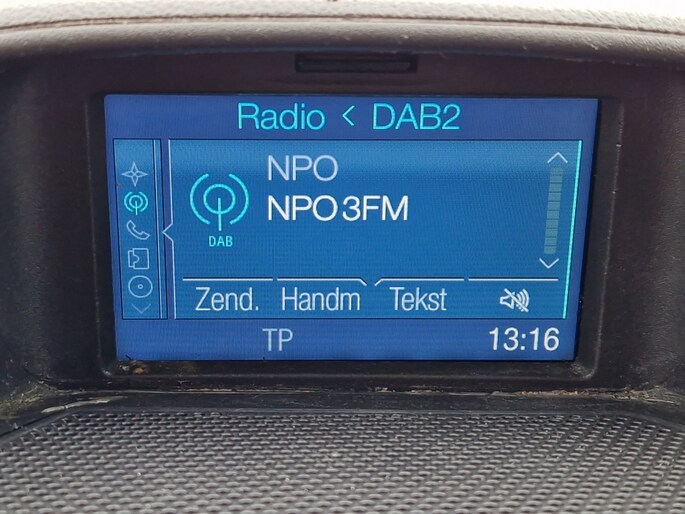 Radio < DAB2
NPO
NPO 3FM
DAB
Zend. Handm Tekst
TP 13:16